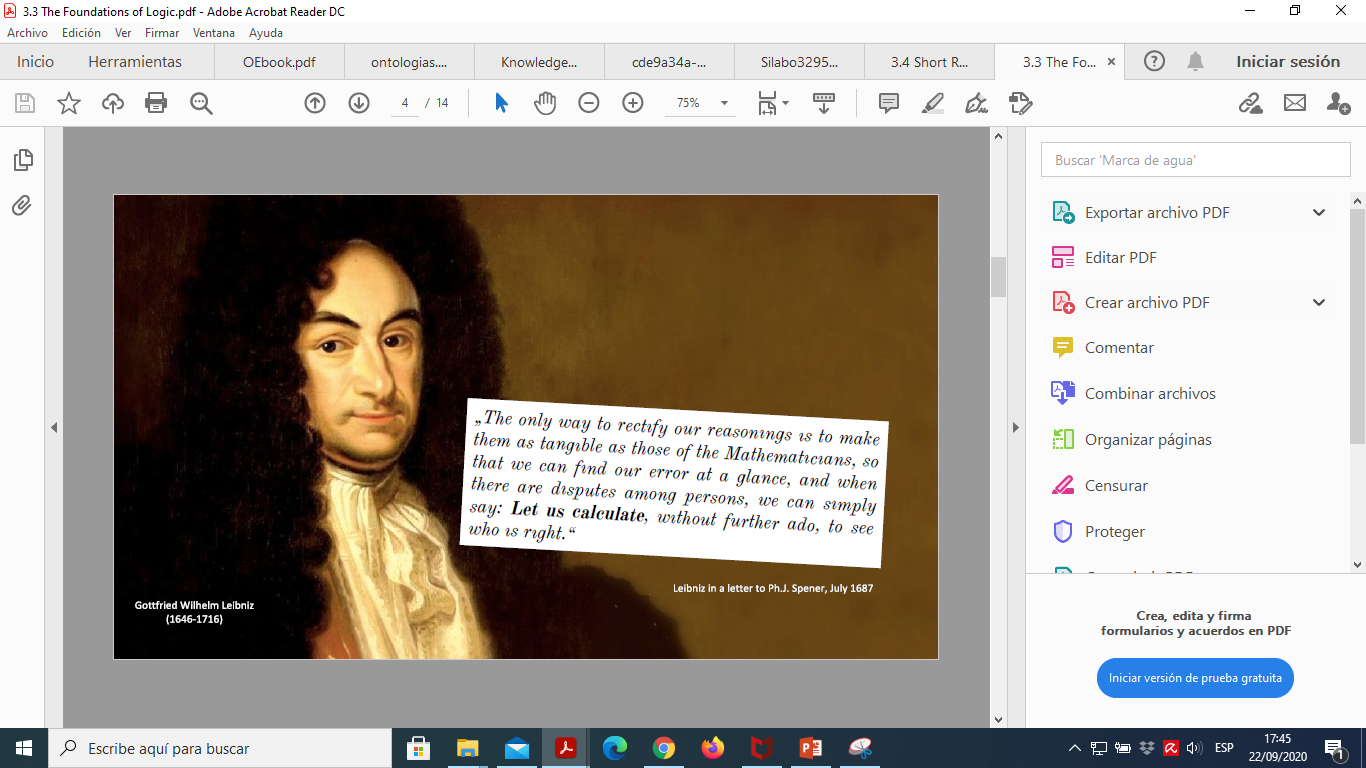 3.3 The Foundations of Logic.pdf - Adobe Acrobat Reader DC
Archivo Edición Ver Firmar Ventana Ayuda
Inicio Herramientas OEbook.pdf ontologias.... Knowledge... cde9a34a-... Silabo3295... 3.4 Short R... 3.3 The Fo... Iniciar sesión
4 / 14 75%
Buscar 'Marca de agua'
Exportar archivo PDF
Editar PDF
Crear archivo PDF
Comentar
Combinar archivos
Organizar páginas
Censurar
Proteger
„The only way to rectify our reasonings is to make
them as tangible as those of the Mathematicians, so
that we can find our error at a glance, and when
there are disputes among persons, we can simply
say: Let us calculate, without further ado, to see
who is right.“
Leibniz in a letter to Ph.J. Spener, July 1687
Gottfried Wilhelm Leibniz
(1646-1716)
Crea, edita y firma
formularios y acuerdos en PDF
Iniciar versión de prueba gratuita
Escribe aquí para buscar
ESP
17:45
22/09/2020
1